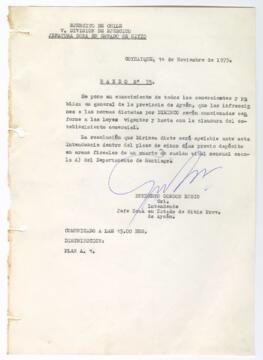 EJERCITO DE CHILE
V. DIVISION DE EJERCITO
JEFATURA ZONA EN ESTADO DE SITIO
COYHAIQUE, 14 de Noviembre de 1973.
BANDO Nº 75.
Se pone en conocimiento de todos los comerciantes y pú
blico en general de la provincia de Aysén, que las infraccio
nes a las normas dictadas por DIRINCO serán sancionadas con
forme a las Leyes vigentes y hasta con la clausura del es-
tablecimiento comercial.
La resolución que Dirinco dicte será apelable ante esta
Intendencia dentro del plazo de cinco días previo depósito
en arcas fiscales de un sueldo vital mensual esca
la A) del Departamento de Santiago.
HUMBERTO GORDON RUBIO
Intendente
Jefe Zona en Estado de Sitio Prov.
de Aysén.
COMUNICADO A LAS 15.00 HRS.
DISTRIBUCION:
PLAN A.